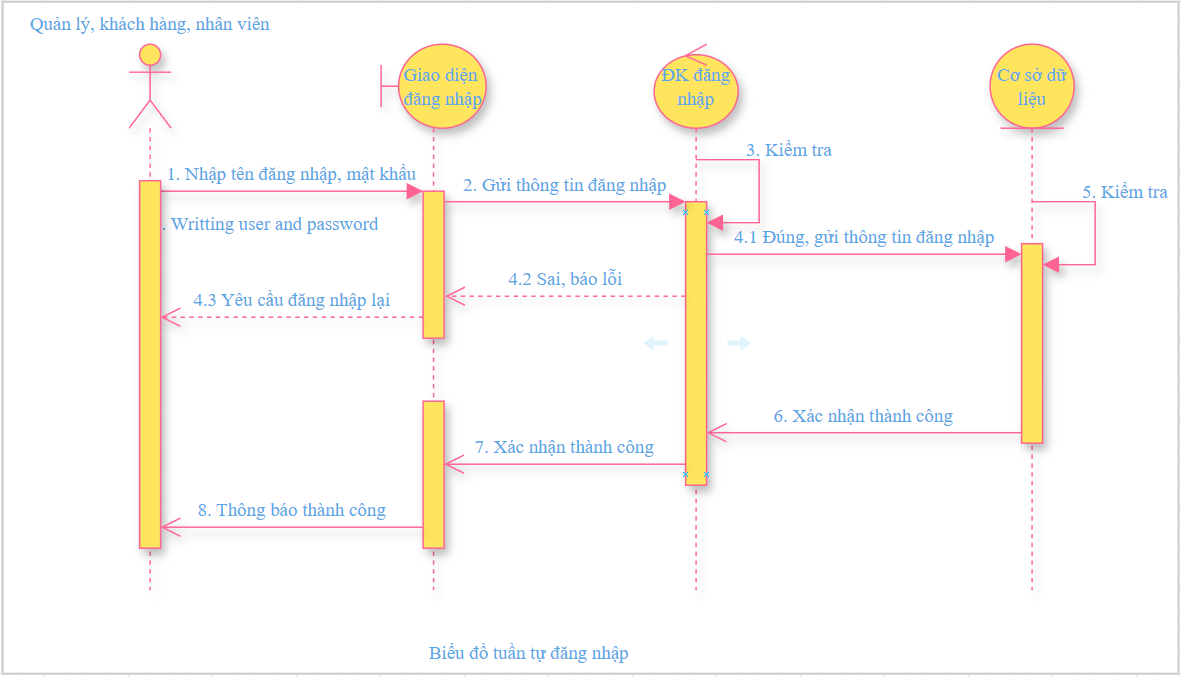 Quản lý, khách hàng, nhân viên
Giao diện
đăng nhập
ĐK đăng
nhập
Cơ sở dữ
liệu
3. Kiểm tra
1. Nhập tên đăng nhập, mật khẩu
2. Gửi thông tin đăng nhập
5. Kiểm tra
. Writting user and password
4.1 Đúng, gửi thông tin đăng nhập
4.2 Sai, báo lỗi
4.3 Yêu cầu đăng nhập lại
6. Xác nhận thành công
7. Xác nhận thành công
8. Thông báo thành công
Biểu đồ tuần tự đăng nhập